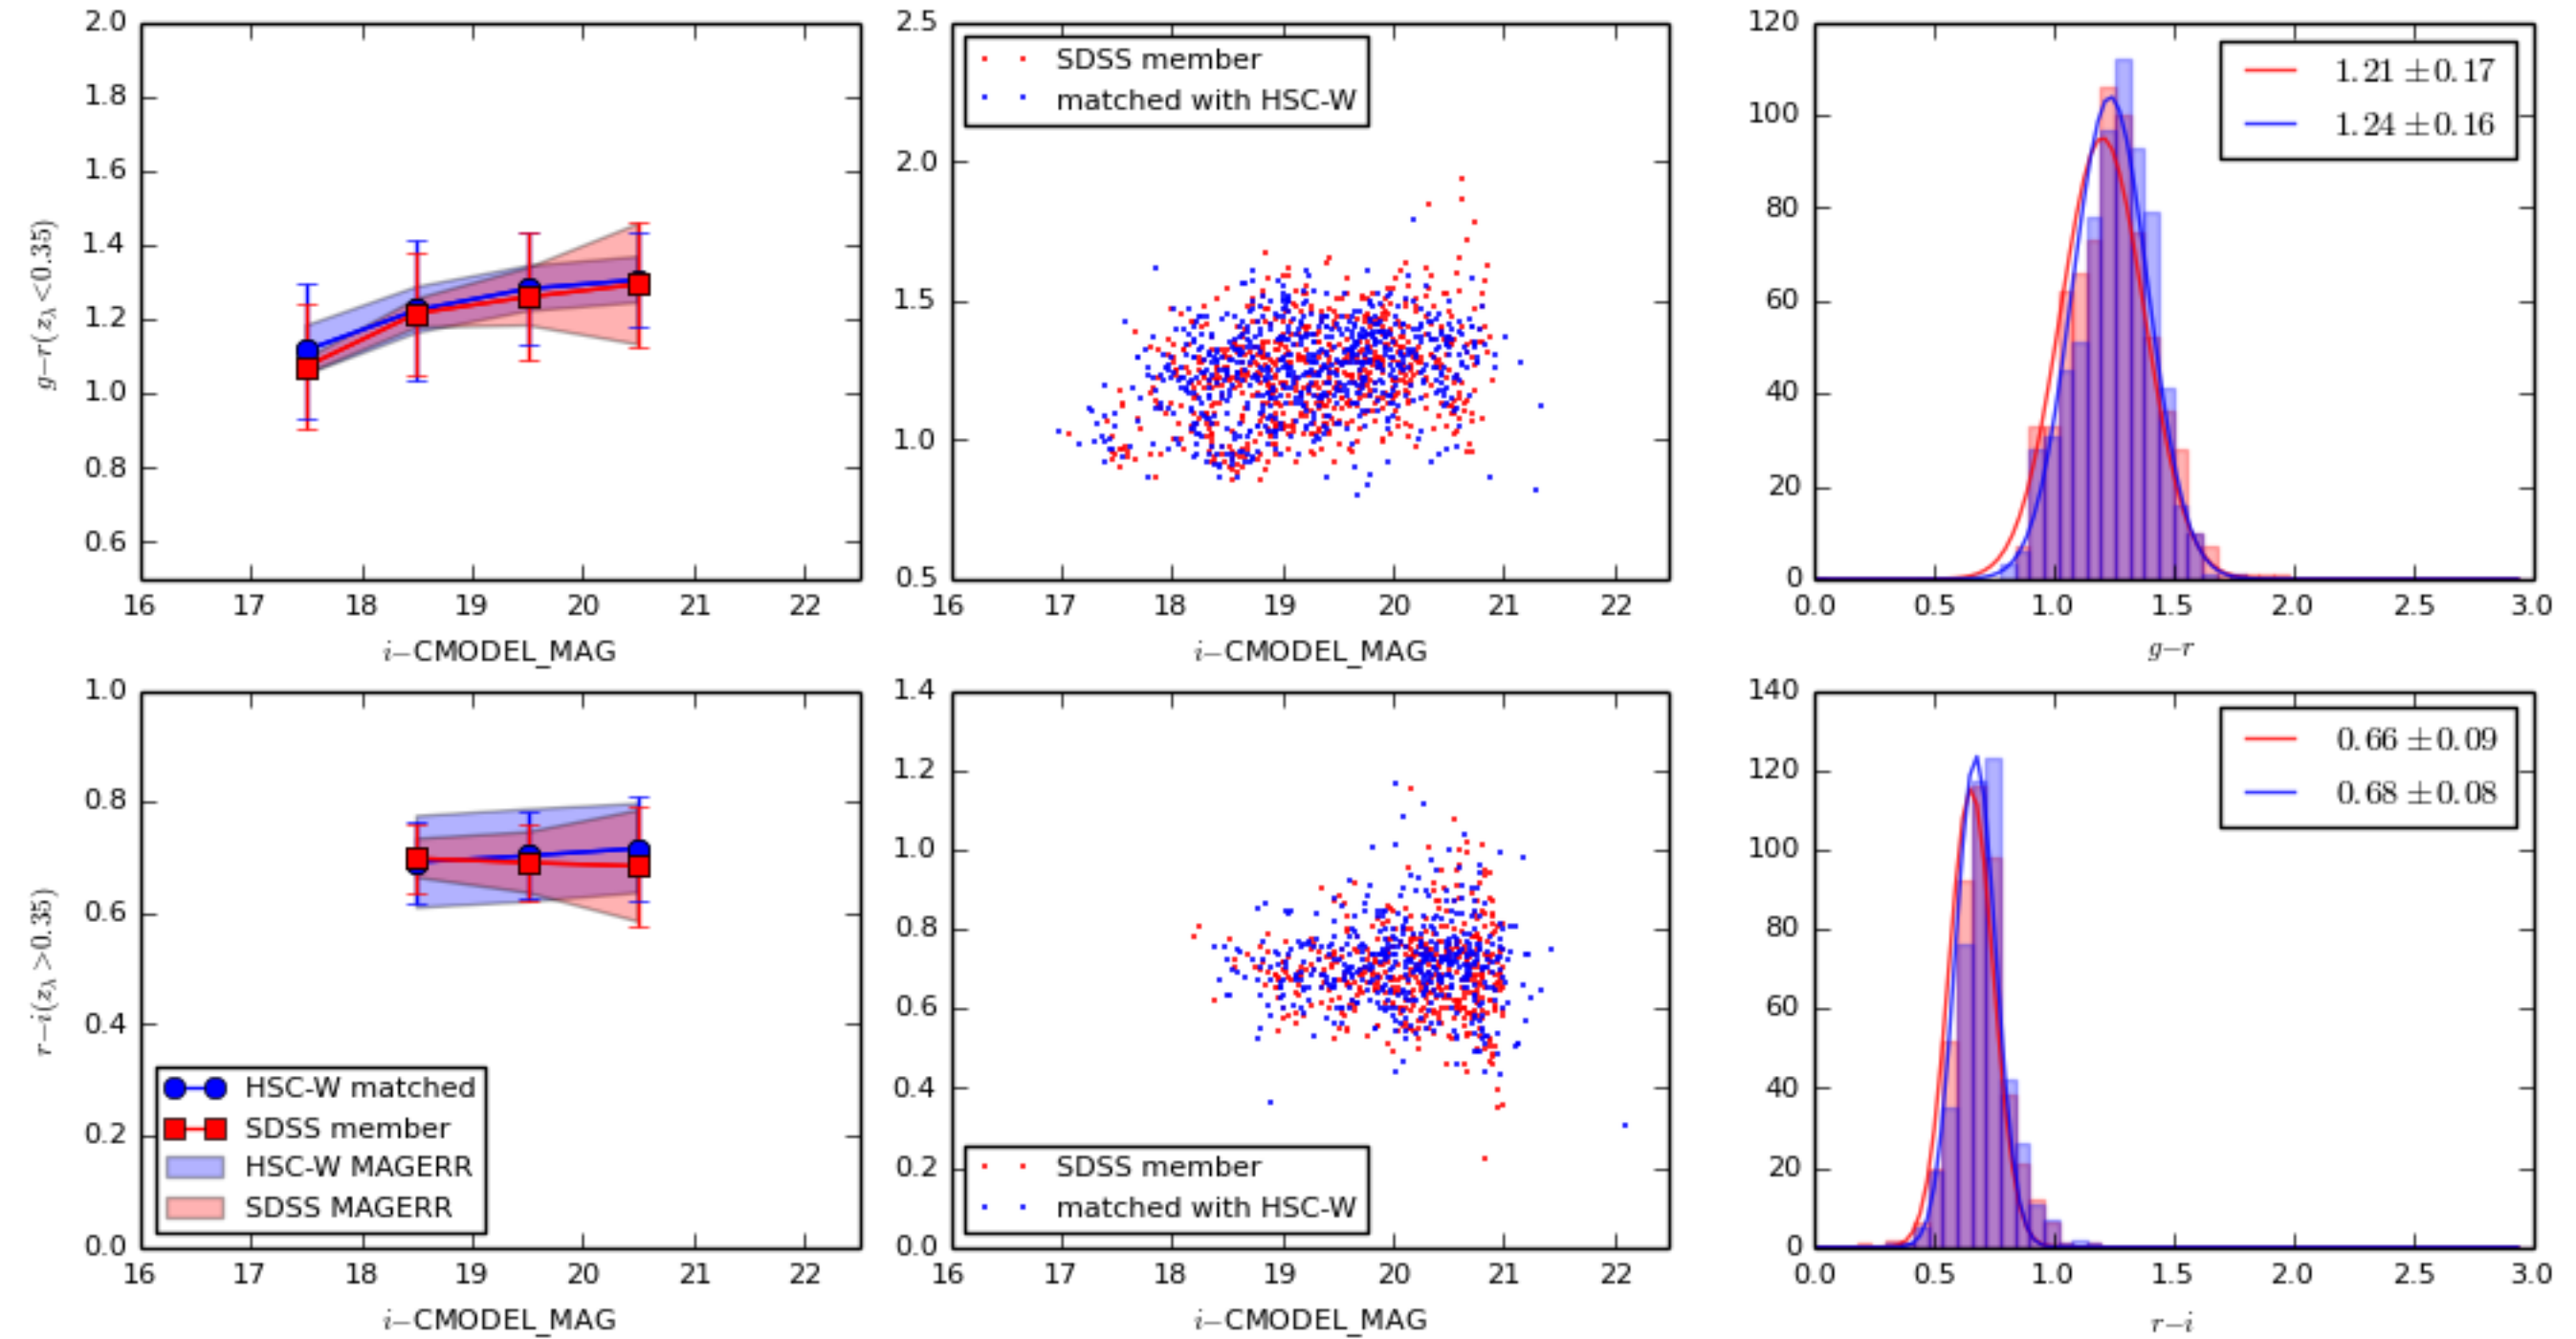 2.0
1.8
1.6
1.4
1.2
1.0
0.8
0.6
g−r(z_λ<0.35)
16 17 18 19 20 21 22
i−CMODEL_MAG
2.5
2.0
1.5
1.0
0.5
SDSS member
matched with HSC-W
16 17 18 19 20 21 22
i−CMODEL_MAG
120
100
80
60
40
20
0
1.21 ±0.17
1.24 ±0.16
0.0 0.5 1.0 1.5 2.0 2.5 3.0
g−r
1.0
0.8
0.6
0.4
0.2
0.0
r−i(z_λ>0.35)
HSC-W matched
SDSS member
HSC-W MAGERR
SDSS MAGERR
16 17 18 19 20 21 22
i−CMODEL_MAG
1.4
1.2
1.0
0.8
0.6
0.4
0.2
0.0
SDSS member
matched with HSC-W
16 17 18 19 20 21 22
i−CMODEL_MAG
140
120
100
80
60
40
20
0
0.66 ±0.09
0.68 ±0.08
0.0 0.5 1.0 1.5 2.0 2.5 3.0
r−i